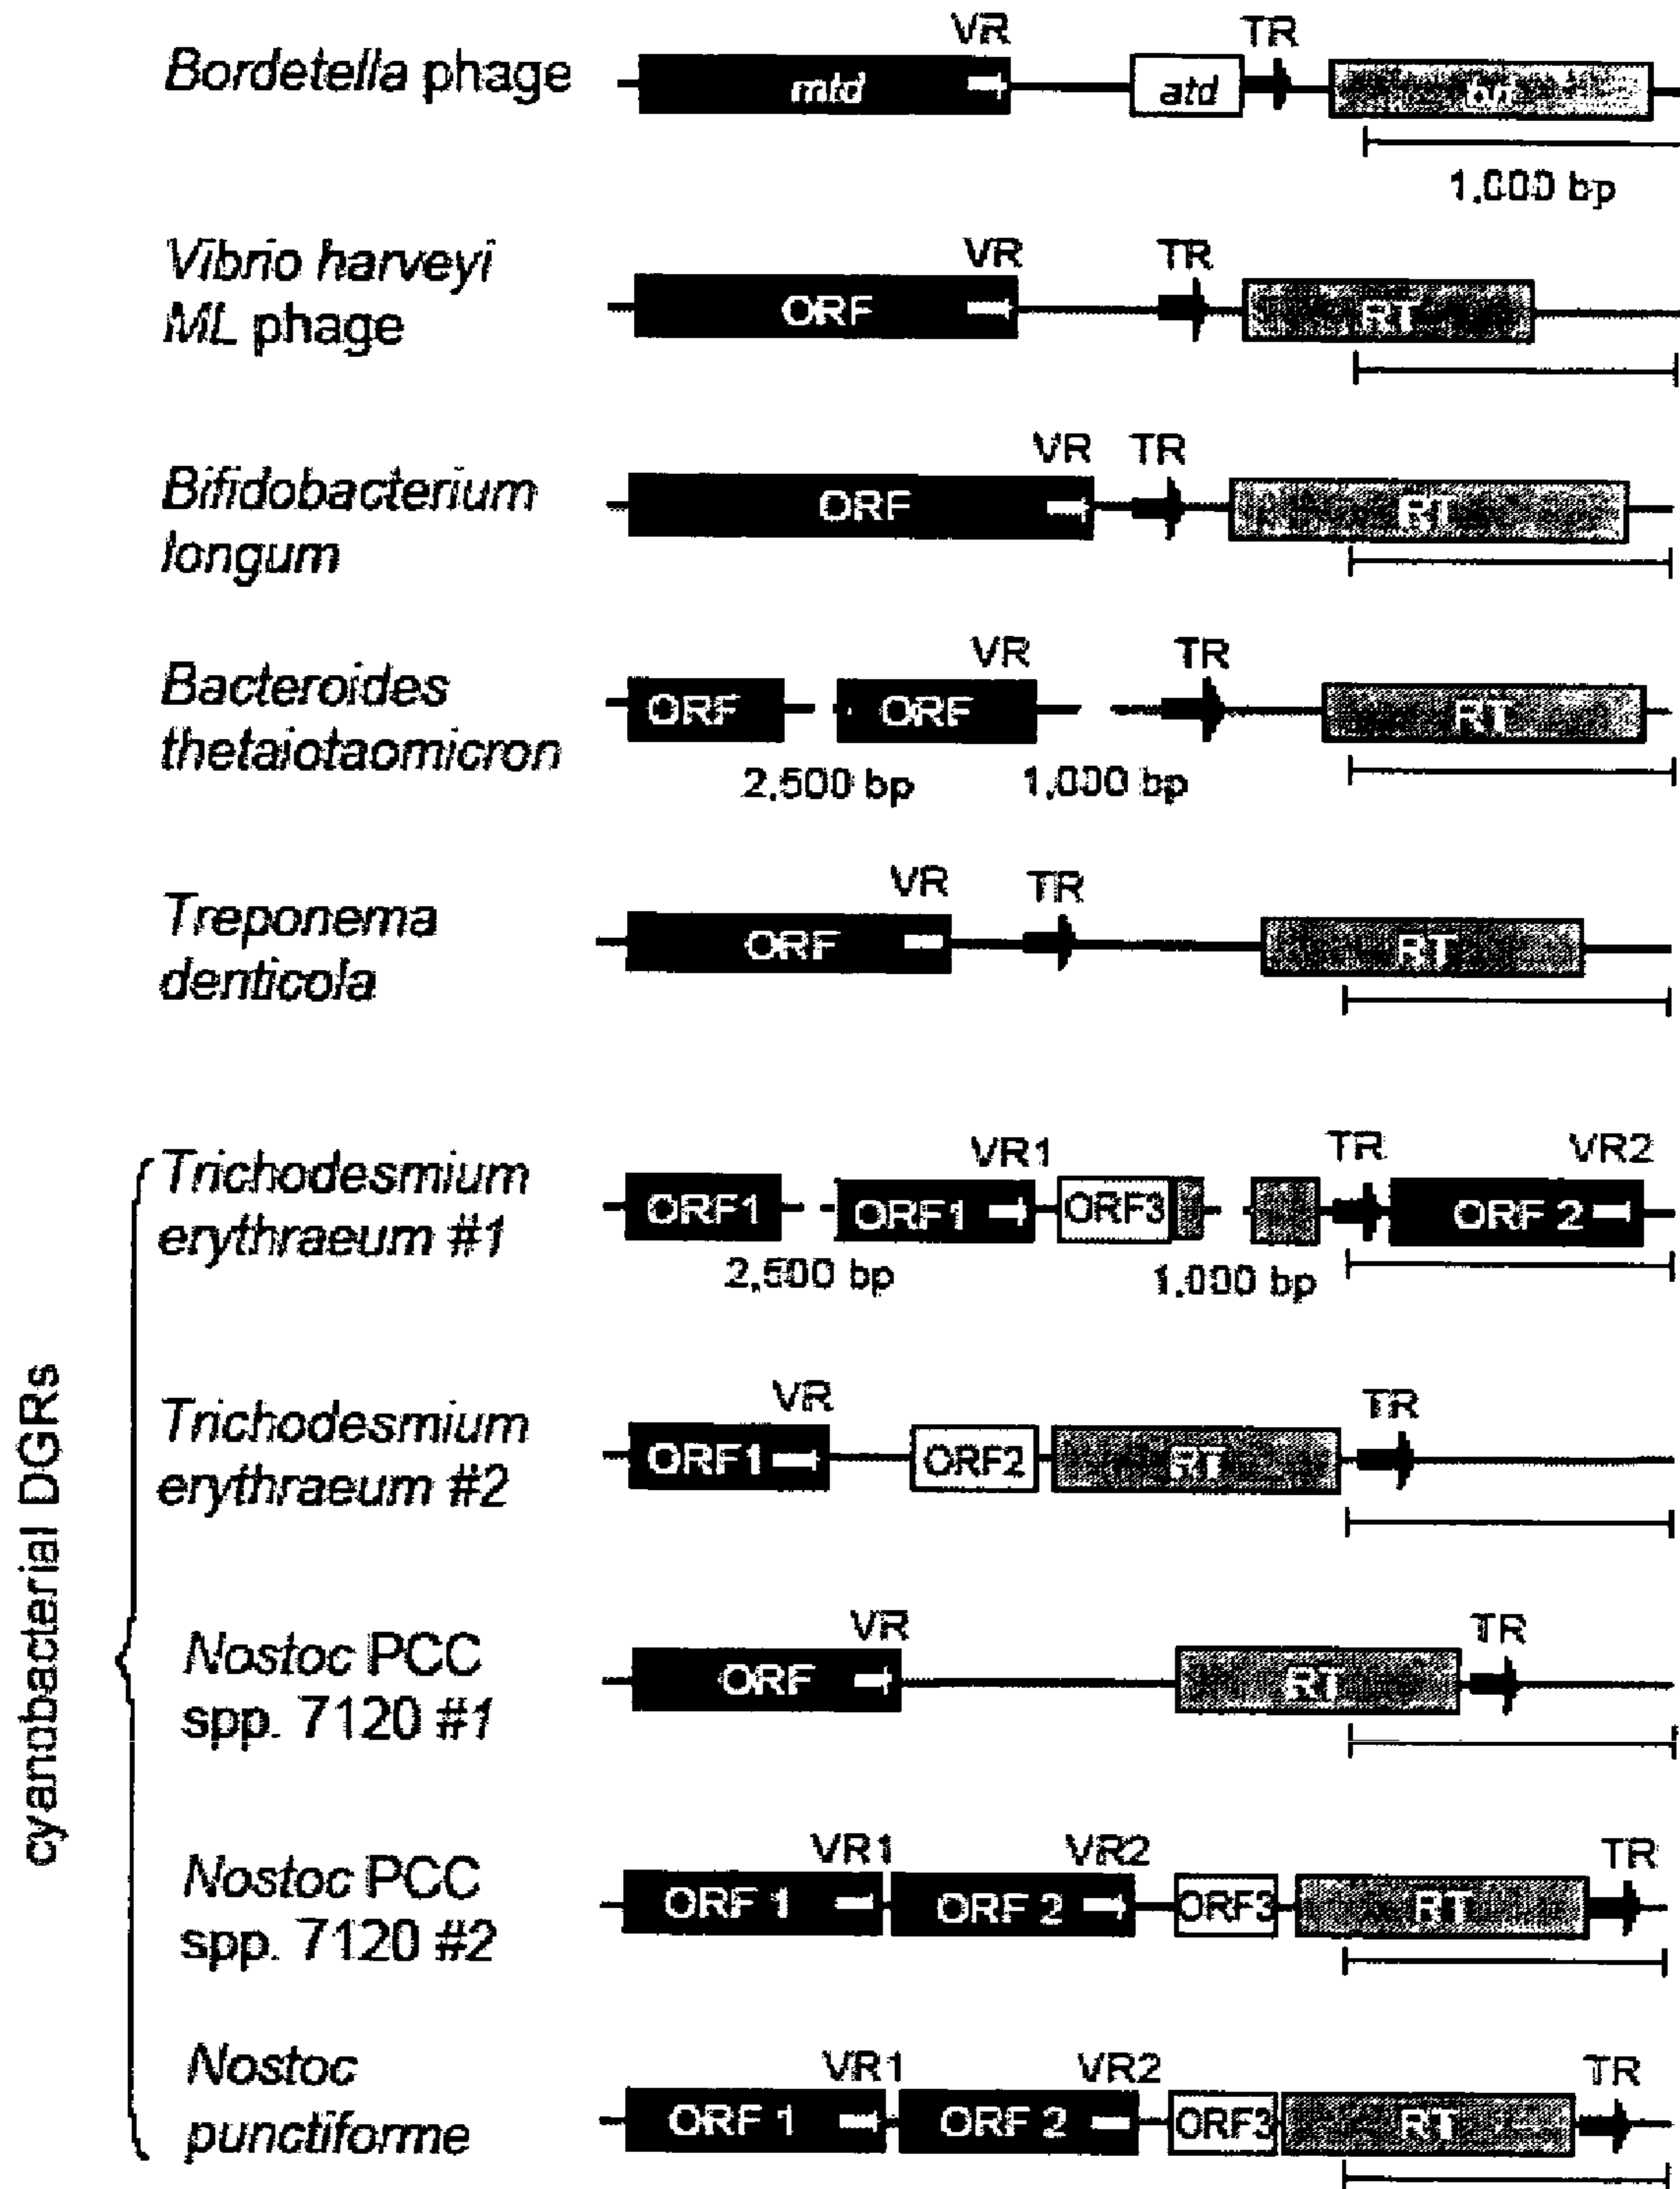 VR TR
Bordetella phage mtd atd brt
1,000 bp
VR TR
Vibrio harveyi
ML phage ORF RT
VR TR
Bifidobacterium
longum ORF RT
VR TR
Bacteroides
thetaiotaomicron ORF ORF RT
2,500 bp 1,000 bp
VR TR
Treponema
denticola ORF RT
cyanobacterial DGRs
VR1 TR VR2
Trichodesmium
erythraeum #1 ORF1 ORF1 ORF3 ORF 2
2,500 bp 1,000 bp
VR TR
Trichodesmium
erythraeum #2 ORF1 ORF2 RT
VR TR
Nostoc PCC
spp. 7120 #1 ORF RT
VR1 VR2 TR
Nostoc PCC
spp. 7120 #2 ORF 1 ORF 2 ORF3 RT
VR1 VR2 TR
Nostoc
punctiforme ORF 1 ORF 2 ORF3 RT